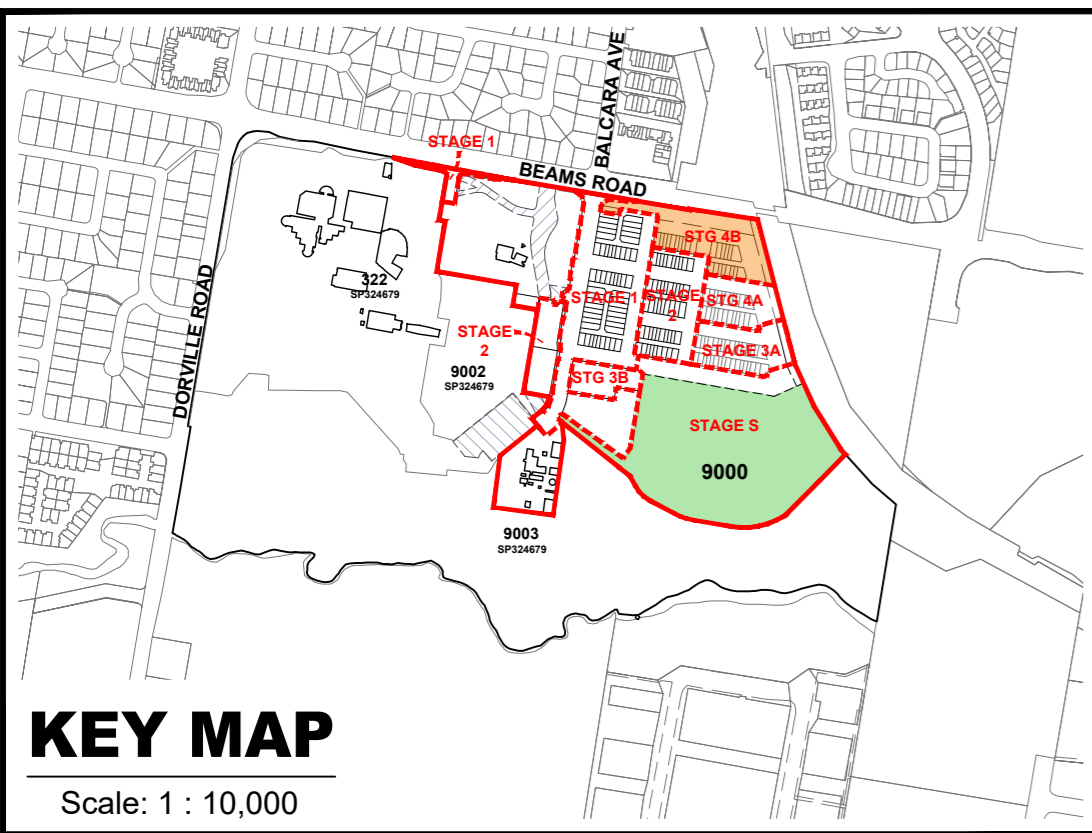 BALCARA AVE
STAGE 1
BEAMS ROAD
STG 4B
DORVILLE ROAD
322
SP324679
STAGE 1
STAGE
2
STG 4A
STAGE
2
STAGE 3A
9002
SP324679
STG 3B
STAGE S
9000
9003
SP324679
KEY MAP
Scale: 1 : 10,000